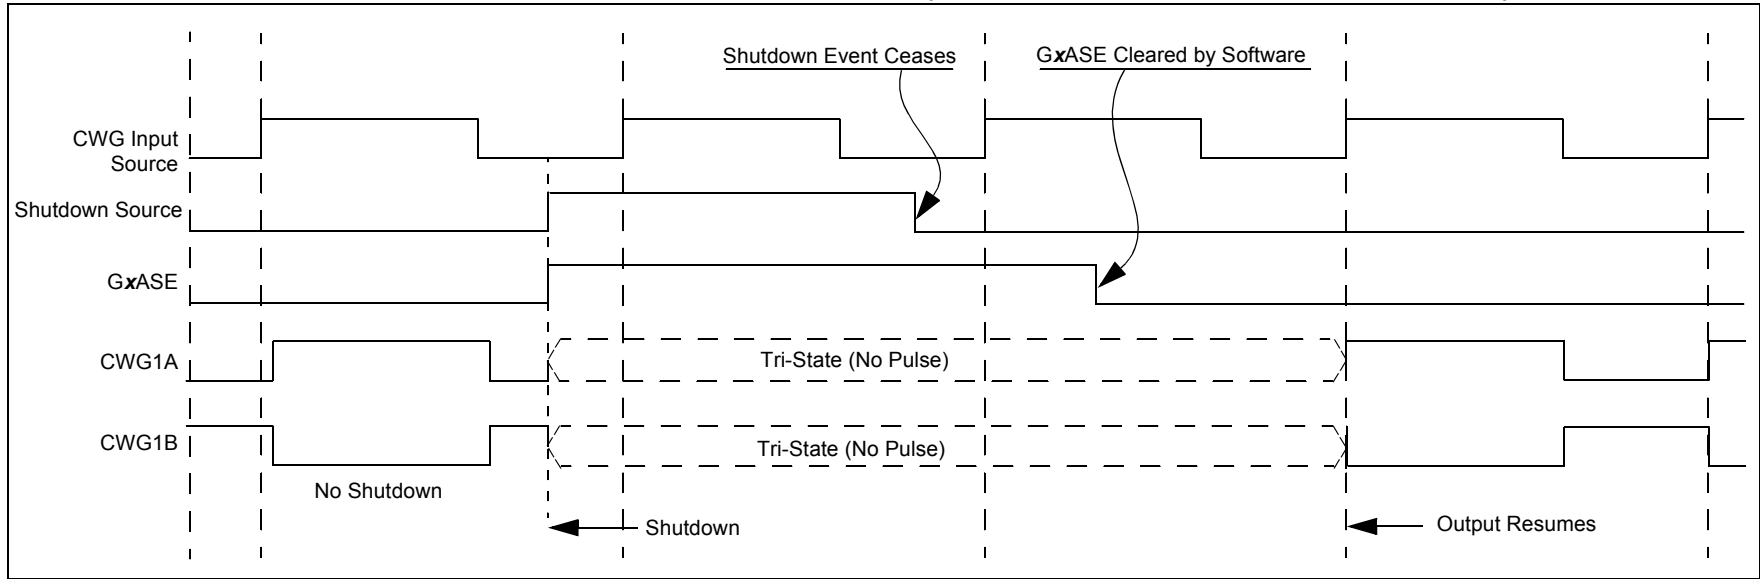 Shutdown Event Ceases
GxASE Cleared by Software
CWG Input
Source
Shutdown Source
GxASE
CWG1A
Tri-State (No Pulse)
CWG1B
Tri-State (No Pulse)
No Shutdown
Shutdown
Output Resumes